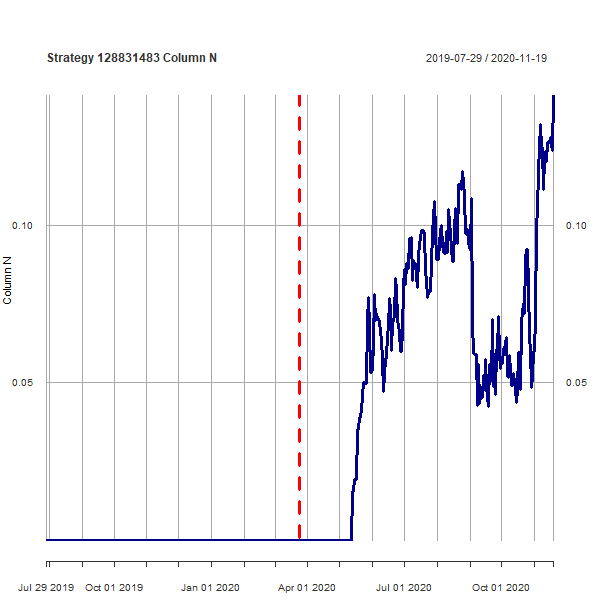 Strategy 128831483 Column N
2019-07-29 / 2020-11-19
Column N
0.10
0.10
0.05
0.05
Jul 29 2019
Oct 01 2019
Jan 01 2020
Apr 01 2020
Jul 01 2020
Oct 01 2020